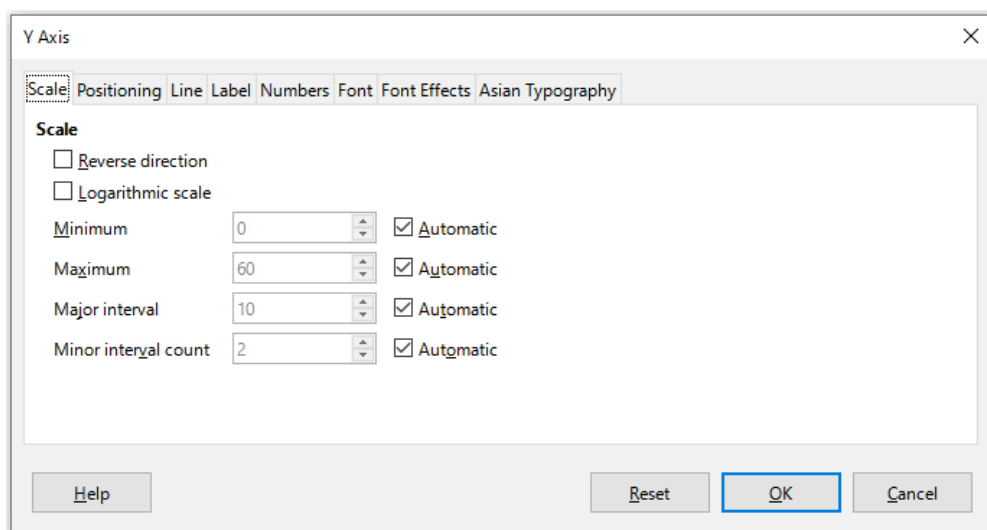 Y Axis
Scale Positioning Line Label Numbers Font Font Effects Asian Typography
Scale
Reverse direction
Logarithmic scale
Minimum 0 Automatic
Maximum 60 Automatic
Major interval 10 Automatic
Minor interval count 2 Automatic
Help Reset OK Cancel